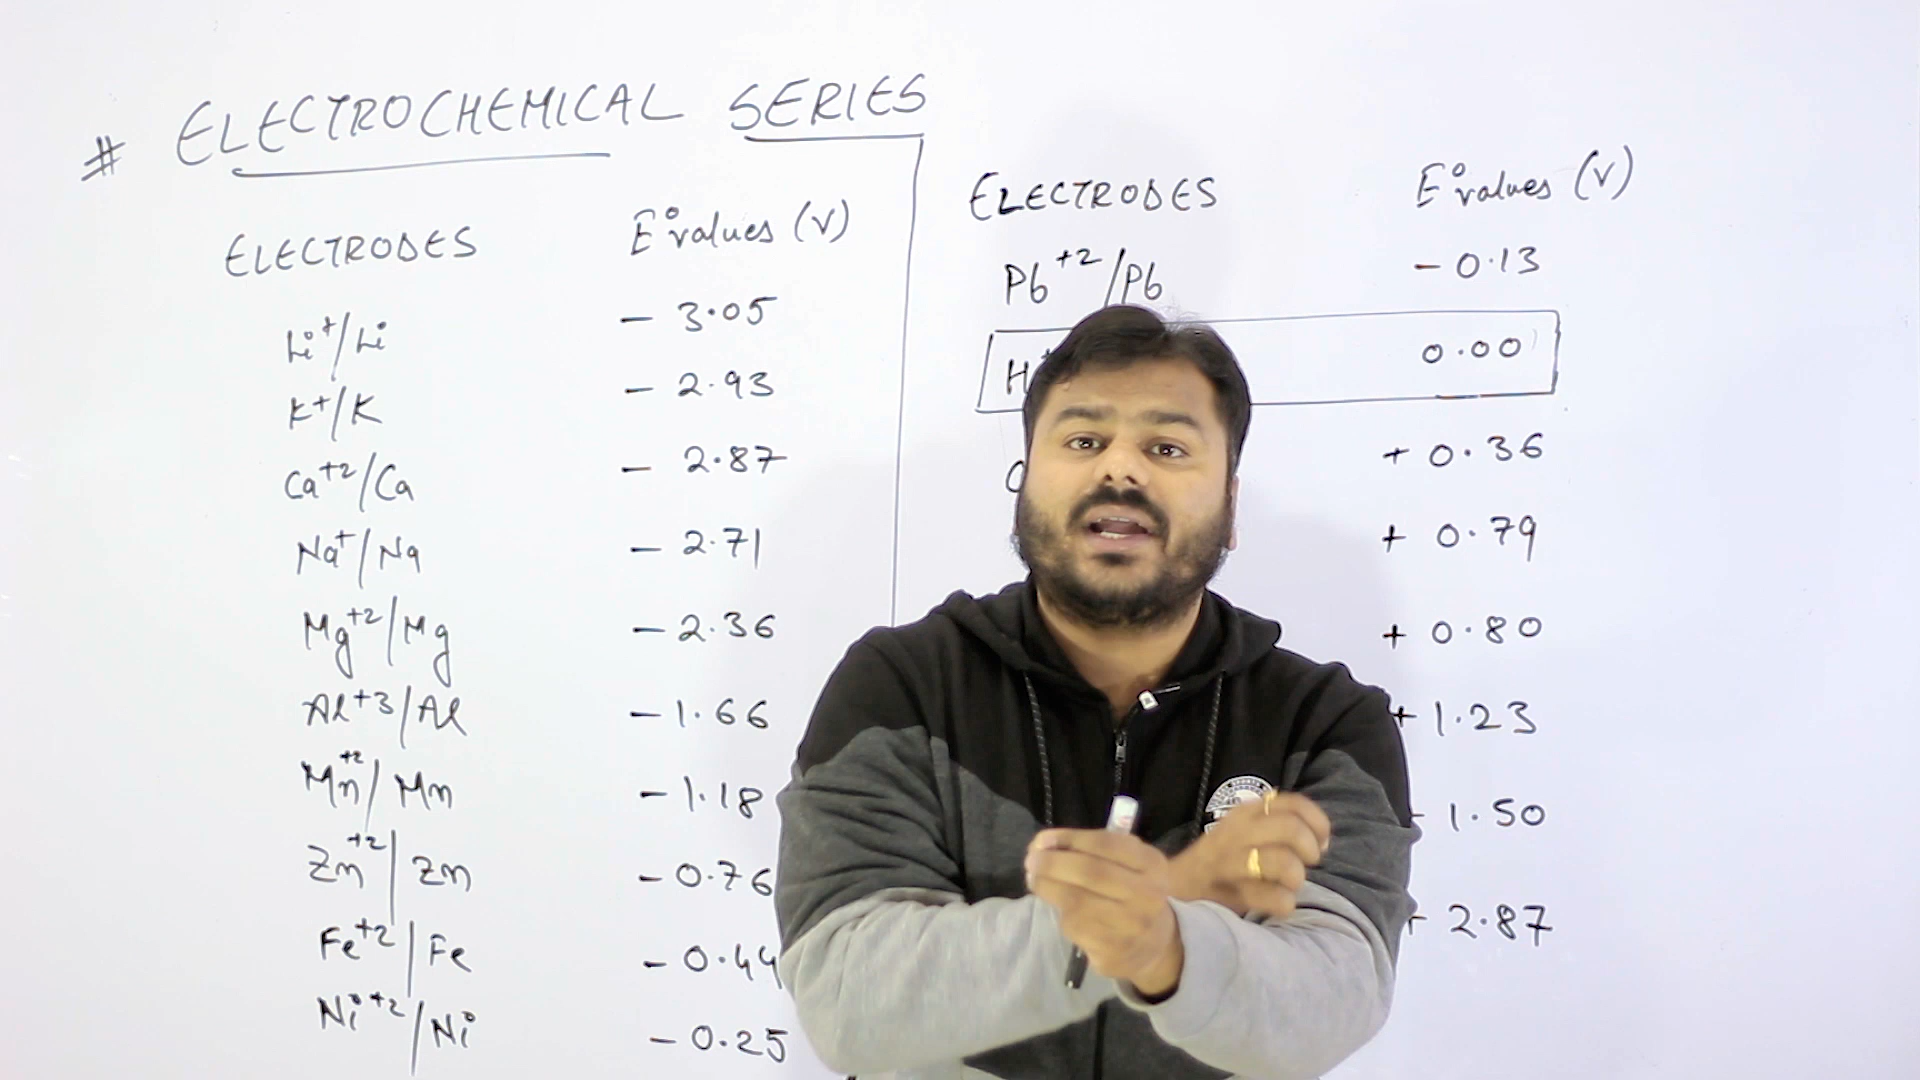 # ELECTROCHEMICAL SERIES
ELECTRODES E° values (V)
Li+/Li - 3.05
K+/K - 2.93
Ca+2/Ca - 2.87
Na+/Na - 2.71
Mg+2/Mg - 2.36
Al+3/Al - 1.66
Mn+2/Mn - 1.18
Zn+2/Zn - 0.76
Fe+2/Fe - 0.44
Ni+2/Ni - 0.25
ELECTRODES E° values (V)
Pb+2/Pb - 0.13
H+ 0.00
+ 0.36
+ 0.79
+ 0.80
+ 1.23
1.50
2.87